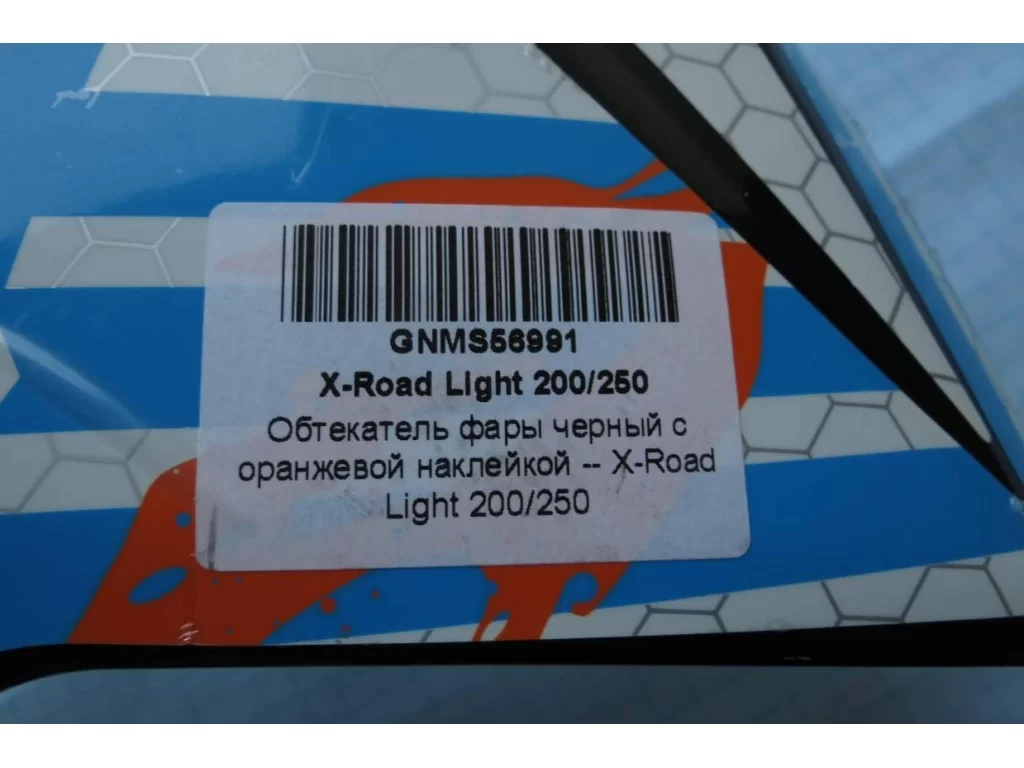 GNMS56991
X-Road Light 200/250
Обтекатель фары черный с
оранжевой наклейкой -- X-Road
Light 200/250